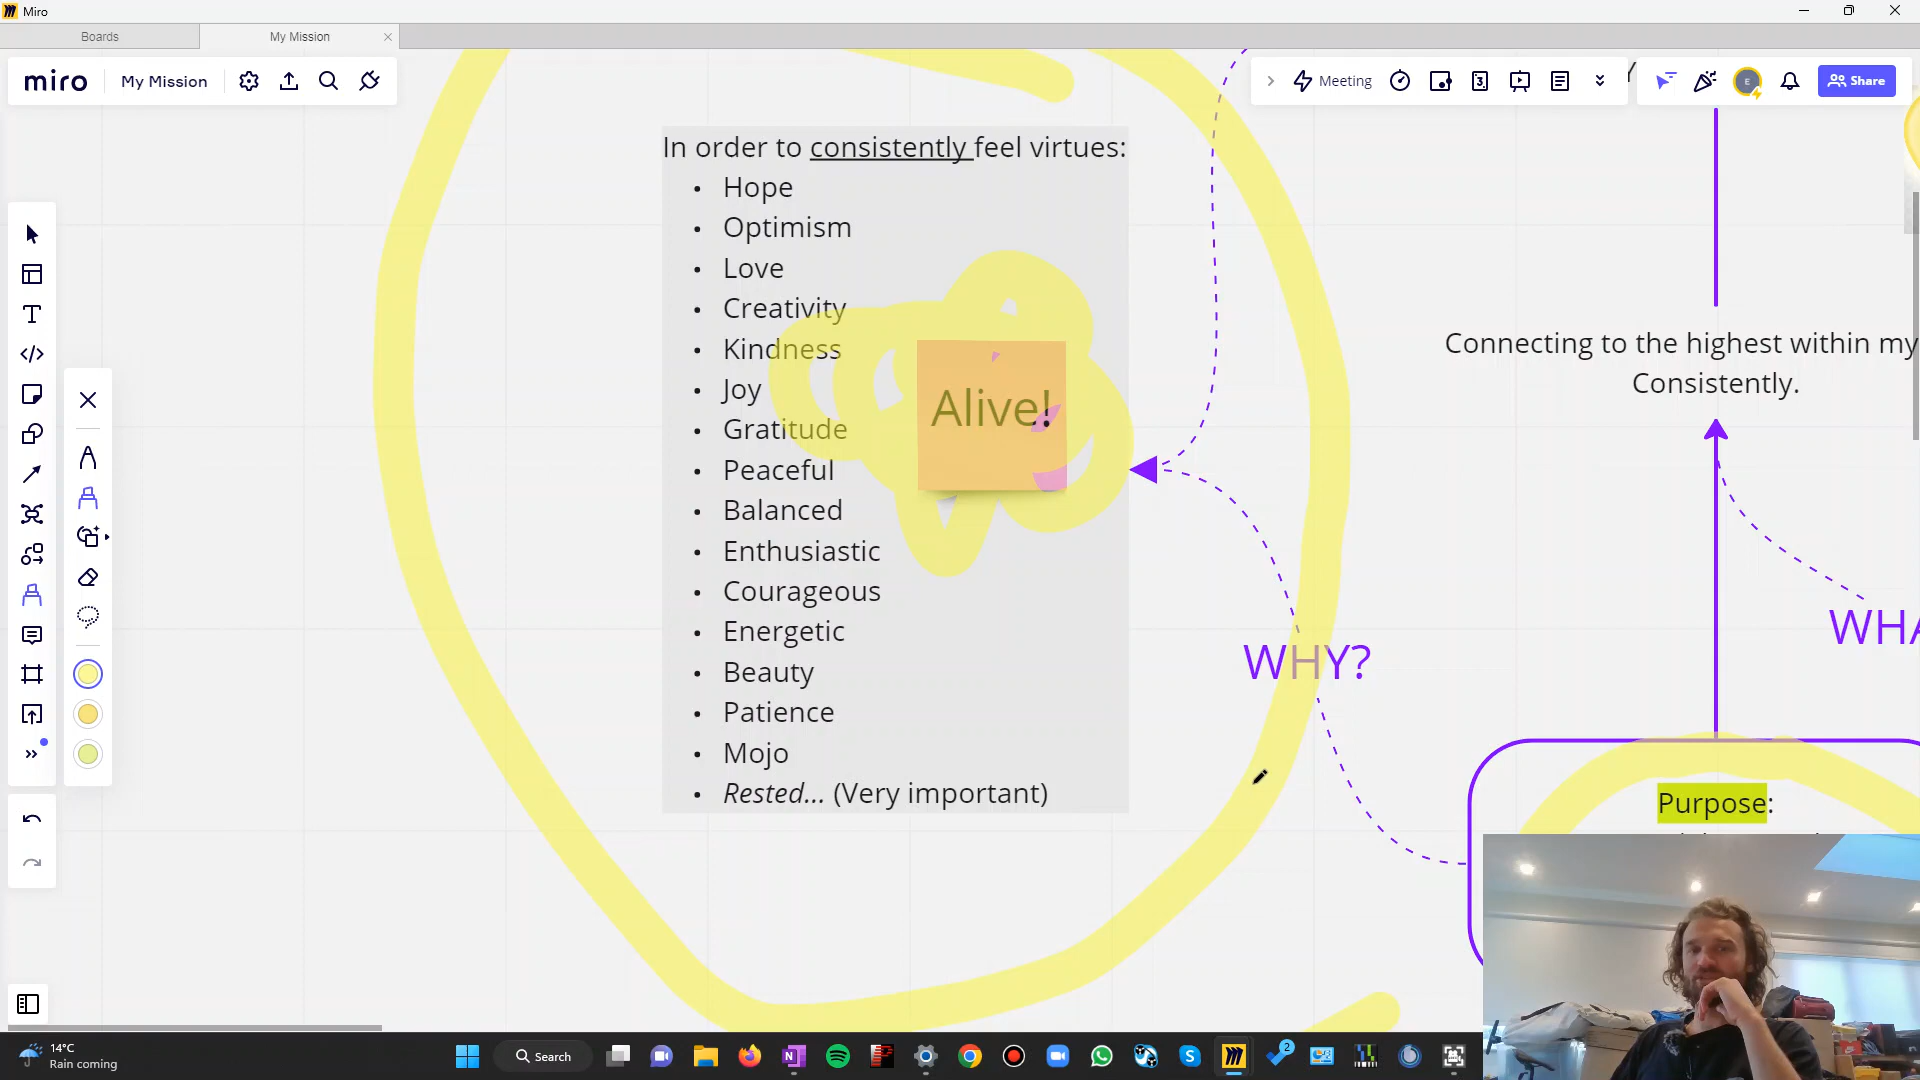 Miro
Boards
My Mission
miro
My Mission
Meeting
3
E
Share
In order to consistently feel virtues:
• Hope
• Optimism
• Love
• Creativity
• Kindness
• Joy
• Gratitude
• Peaceful
• Balanced
• Enthusiastic
• Courageous
• Energetic
• Beauty
• Patience
• Mojo
• Rested... (Very important)
Alive!
WHY?
Connecting to the highest within my
Consistently.
WHA
Purpose:
14°C
Rain coming
Search
2